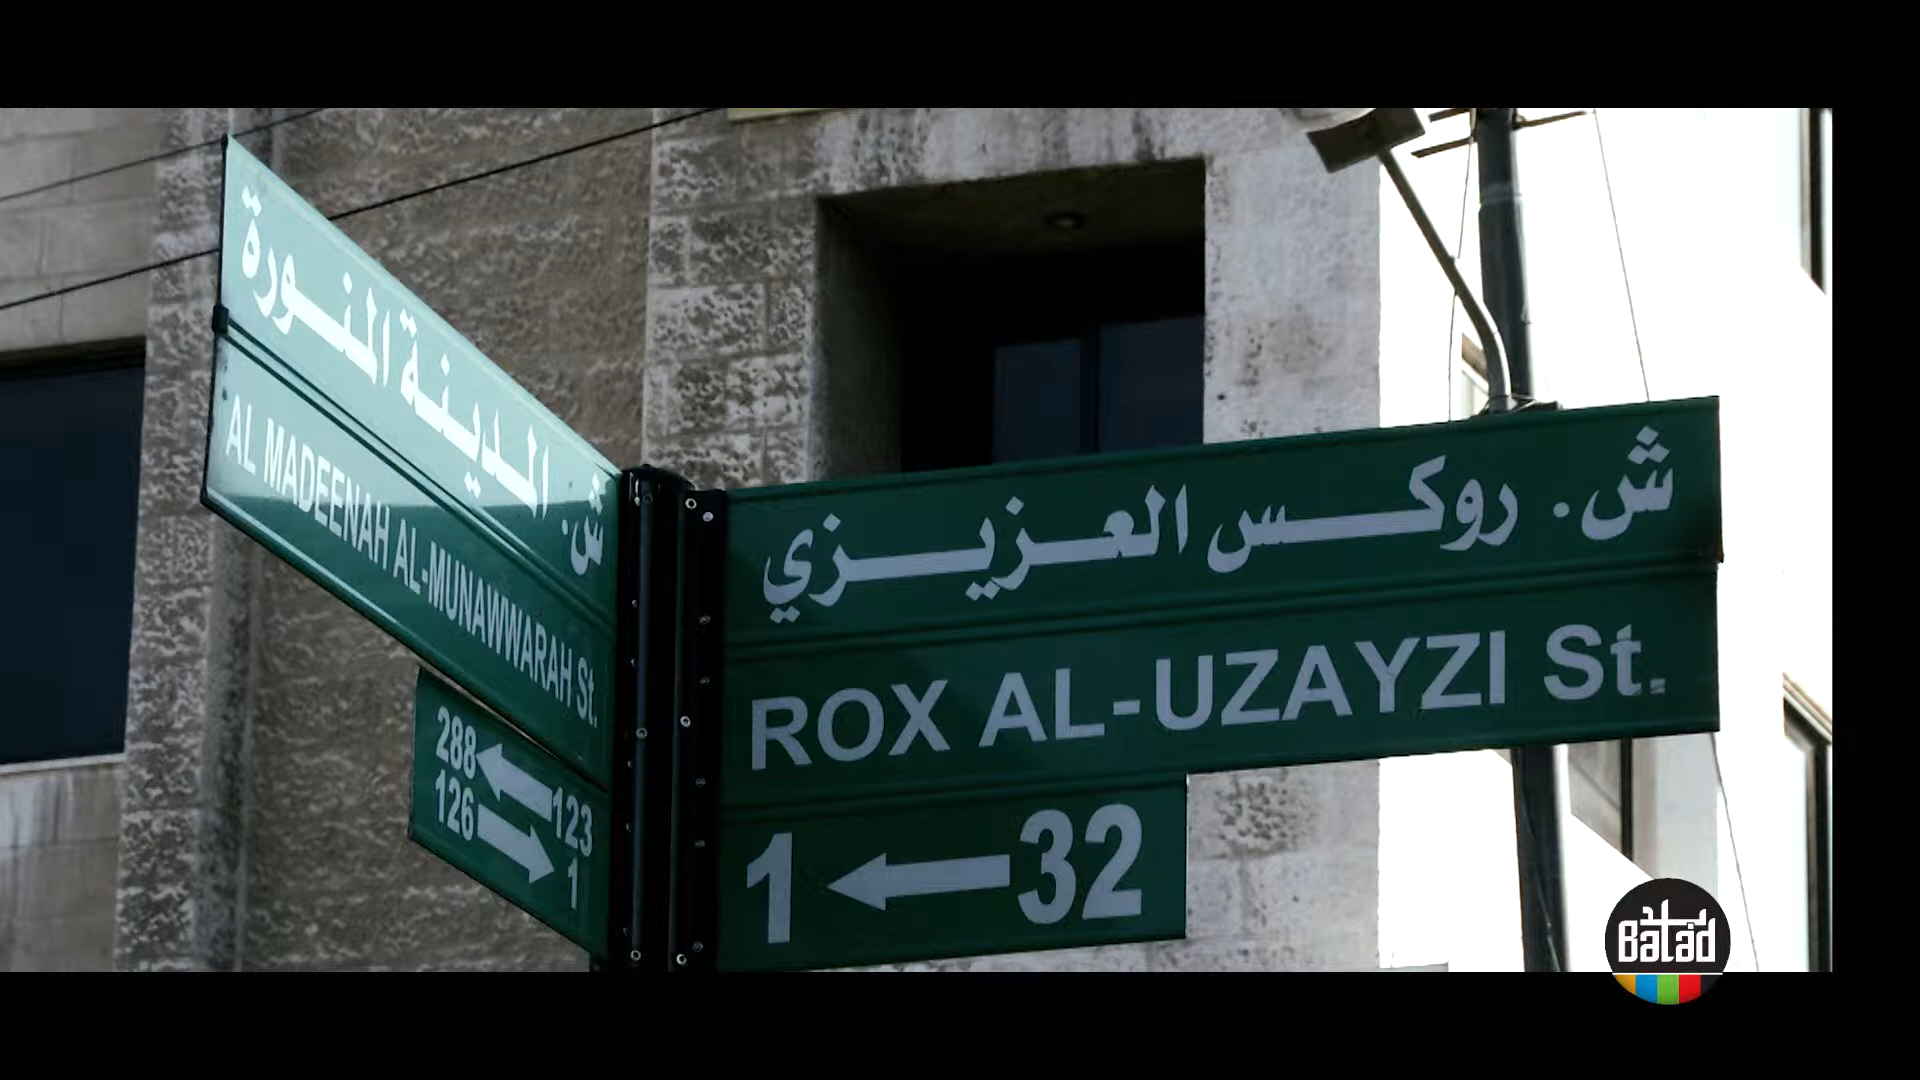 ش. المدينة المنورة
AL MADEENAH AL-MUNAWWARAH St.
288 ← 123
126 → 1
ش. روكس العزيزي
ROX AL-UZAYZI St.
1 ← 32
Batad